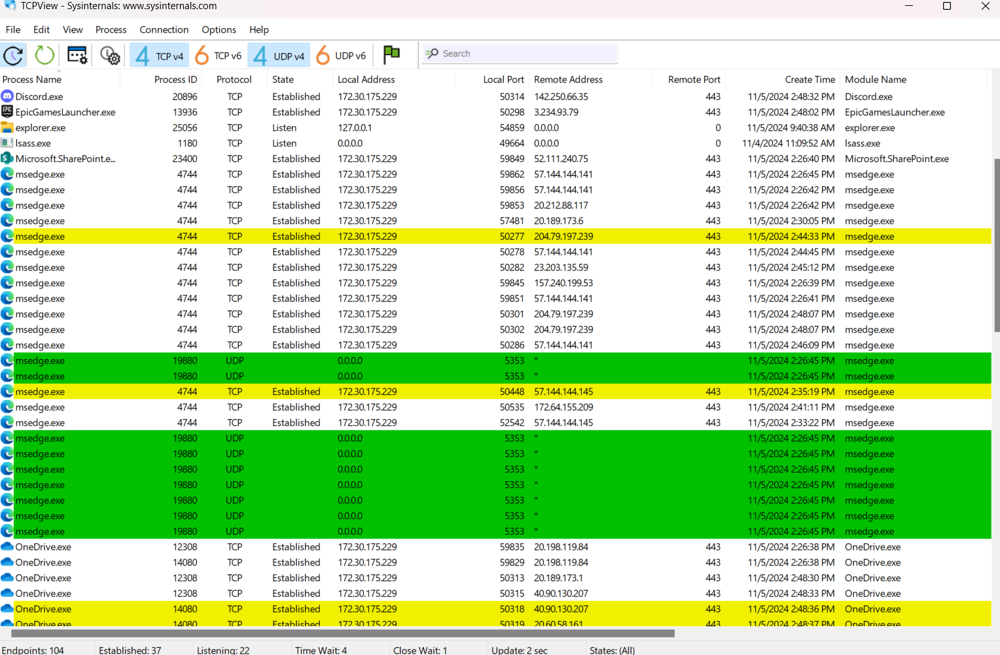 TCPView - Sysinternals: www.sysinternals.com
File Edit View Process Connection Options Help
4 TCP v4 6 TCP v6 4 UDP v4 6 UDP v6 Search
Process Name Process ID Protocol State Local Address Local Port Remote Address Remote Port Create Time Module Name
Discord.exe 20896 TCP Established 172.30.175.229 50314 142.250.66.35 443 11/5/2024 2:48:32 PM Discord.exe
EPIC EpicGamesLauncher.exe 13936 TCP Established 172.30.175.229 50298 3.234.93.79 443 11/5/2024 2:48:02 PM EpicGamesLauncher.exe
explorer.exe 25056 TCP Listen 127.0.0.1 54859 0.0.0.0 0 11/5/2024 9:40:38 AM explorer.exe
lsass.exe 1180 TCP Listen 0.0.0.0 49664 0.0.0.0 0 11/4/2024 11:09:52 AM lsass.exe
S Microsoft.SharePoint.e... 23400 TCP Established 172.30.175.229 59849 52.111.240.75 443 11/5/2024 2:26:40 PM Microsoft.SharePoint.exe
msedge.exe 4744 TCP Established 172.30.175.229 59862 57.144.144.141 443 11/5/2024 2:26:45 PM msedge.exe
msedge.exe 4744 TCP Established 172.30.175.229 59856 57.144.144.141 443 11/5/2024 2:26:42 PM msedge.exe
msedge.exe 4744 TCP Established 172.30.175.229 59853 20.212.88.117 443 11/5/2024 2:26:42 PM msedge.exe
msedge.exe 4744 TCP Established 172.30.175.229 57481 20.189.173.6 443 11/5/2024 2:30:05 PM msedge.exe
msedge.exe 4744 TCP Established 172.30.175.229 50277 204.79.197.239 443 11/5/2024 2:44:33 PM msedge.exe
msedge.exe 4744 TCP Established 172.30.175.229 50278 57.144.144.141 443 11/5/2024 2:44:45 PM msedge.exe
msedge.exe 4744 TCP Established 172.30.175.229 50282 23.203.135.59 443 11/5/2024 2:45:12 PM msedge.exe
msedge.exe 4744 TCP Established 172.30.175.229 59845 157.240.199.53 443 11/5/2024 2:26:39 PM msedge.exe
msedge.exe 4744 TCP Established 172.30.175.229 59851 57.144.144.141 443 11/5/2024 2:26:41 PM msedge.exe
msedge.exe 4744 TCP Established 172.30.175.229 50301 204.79.197.239 443 11/5/2024 2:48:07 PM msedge.exe
msedge.exe 4744 TCP Established 172.30.175.229 50302 204.79.197.239 443 11/5/2024 2:48:07 PM msedge.exe
msedge.exe 4744 TCP Established 172.30.175.229 50286 57.144.144.141 443 11/5/2024 2:46:09 PM msedge.exe
msedge.exe 19880 UDP 0.0.0.0 5353 * 11/5/2024 2:26:45 PM msedge.exe
msedge.exe 19880 UDP 0.0.0.0 5353 * 11/5/2024 2:26:45 PM msedge.exe
msedge.exe 4744 TCP Established 172.30.175.229 50448 57.144.144.145 443 11/5/2024 2:35:19 PM msedge.exe
msedge.exe 4744 TCP Established 172.30.175.229 50535 172.64.155.209 443 11/5/2024 2:41:11 PM msedge.exe
msedge.exe 4744 TCP Established 172.30.175.229 52542 57.144.144.145 443 11/5/2024 2:33:22 PM msedge.exe
msedge.exe 19880 UDP 0.0.0.0 5353 * 11/5/2024 2:26:45 PM msedge.exe
msedge.exe 19880 UDP 0.0.0.0 5353 * 11/5/2024 2:26:45 PM msedge.exe
msedge.exe 19880 UDP 0.0.0.0 5353 * 11/5/2024 2:26:45 PM msedge.exe
msedge.exe 19880 UDP 0.0.0.0 5353 * 11/5/2024 2:26:45 PM msedge.exe
msedge.exe 19880 UDP 0.0.0.0 5353 * 11/5/2024 2:26:45 PM msedge.exe
msedge.exe 19880 UDP 0.0.0.0 5353 * 11/5/2024 2:26:45 PM msedge.exe
msedge.exe 19880 UDP 0.0.0.0 5353 * 11/5/2024 2:26:45 PM msedge.exe
OneDrive.exe 12308 TCP Established 172.30.175.229 59835 20.198.119.84 443 11/5/2024 2:26:38 PM OneDrive.exe
OneDrive.exe 14080 TCP Established 172.30.175.229 59829 20.198.119.84 443 11/5/2024 2:26:38 PM OneDrive.exe
OneDrive.exe 12308 TCP Established 172.30.175.229 50313 20.189.173.1 443 11/5/2024 2:48:30 PM OneDrive.exe
OneDrive.exe 12308 TCP Established 172.30.175.229 50315 40.90.130.207 443 11/5/2024 2:48:33 PM OneDrive.exe
OneDrive.exe 14080 TCP Established 172.30.175.229 50318 40.90.130.207 443 11/5/2024 2:48:36 PM OneDrive.exe
OneDrive.exe 14080 TCP Established 172.30.175.229 50319 20.60.58.161 443 11/5/2024 2:48:37 PM OneDrive.exe
Endpoints: 104 Established: 37 Listening: 22 Time Wait: 4 Close Wait: 1 Update: 2 sec States: (All)